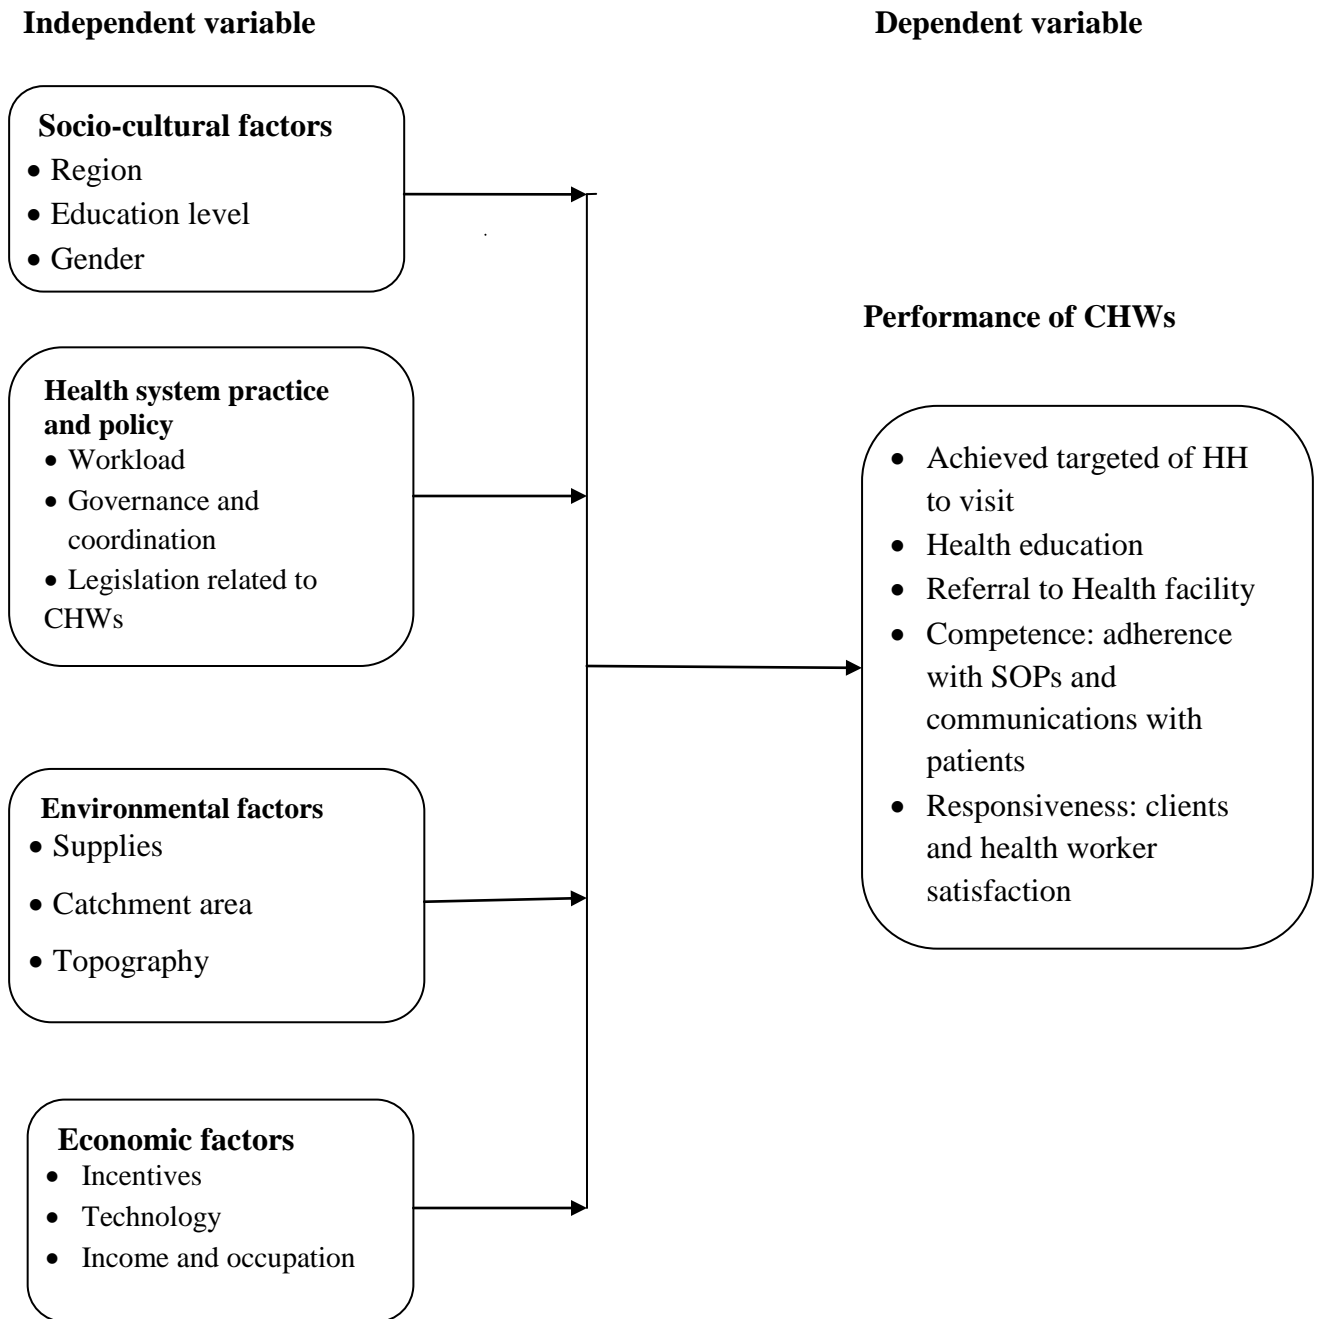 Independent variable
Dependent variable
Socio-cultural factors
• Region
• Education level
• Gender
Health system practice
and policy
• Workload
• Governance and
coordination
• Legislation related to
CHWs
Environmental factors
• Supplies
• Catchment area
• Topography
Economic factors
• Incentives
• Technology
• Income and occupation
Performance of CHWs
• Achieved targeted of HH
to visit
• Health education
• Referral to Health facility
• Competence: adherence
with SOPs and
communications with
patients
• Responsiveness: clients
and health worker
satisfaction